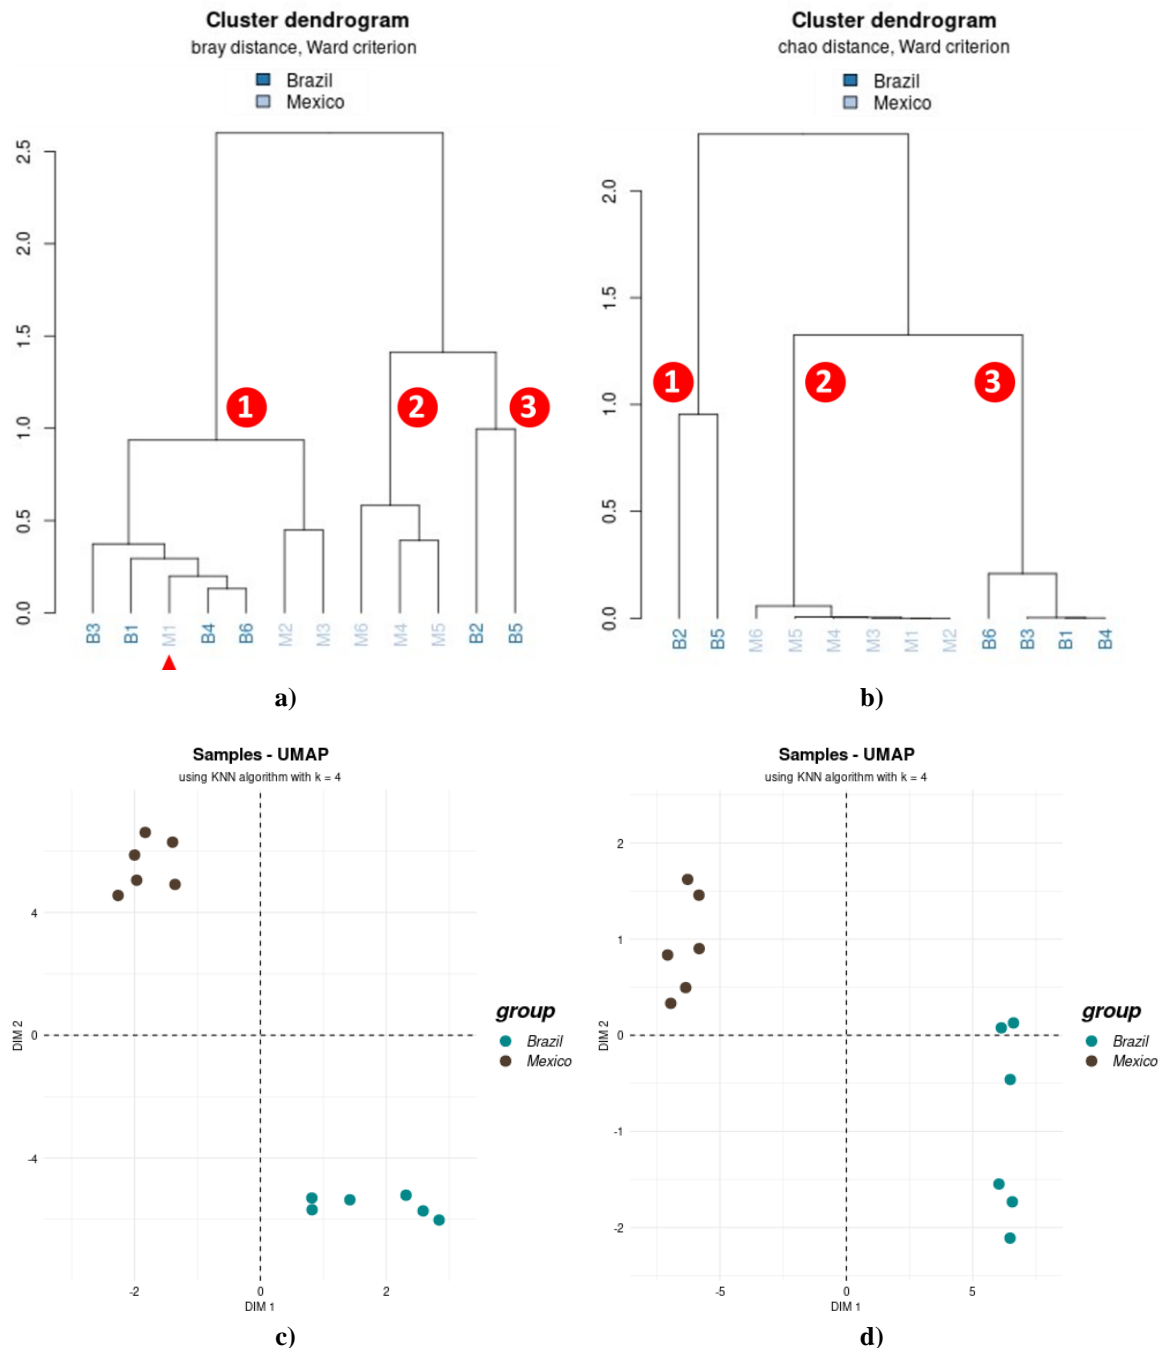 Cluster dendrogram
bray distance, Ward criterion
Brazil
Mexico
2.5
2.0
1.5
1.0
0.5
0.0
1
2
3
B3 B1 M1 B4 B6 M2 M3 M6 M4 M5 B2 B5
a)
Cluster dendrogram
chao distance, Ward criterion
Brazil
Mexico
2.0
1.5
1.0
0.5
0.0
1
2
3
B2 B5 M6 M5 M4 M3 M1 M2 B6 B3 B1 B4
b)
Samples - UMAP
using KNN algorithm with k = 4
4
0
-4
DIM 2
-2 0 2
DIM 1
group
Brazil
Mexico
c)
Samples - UMAP
using KNN algorithm with k = 4
2
1
0
-1
-2
DIM 2
-5 0 5
DIM 1
group
Brazil
Mexico
d)